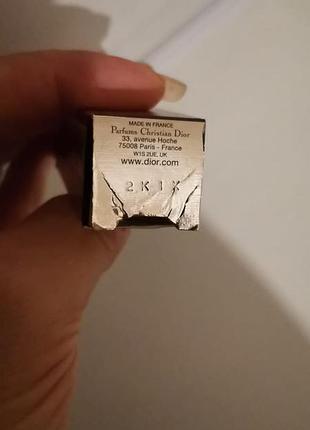 MADE IN FRANCE
Parfums Christian Dior
33, avenue Hoche
75008 Paris - France
W1S 2UE, UK
www.dior.com
2K1X